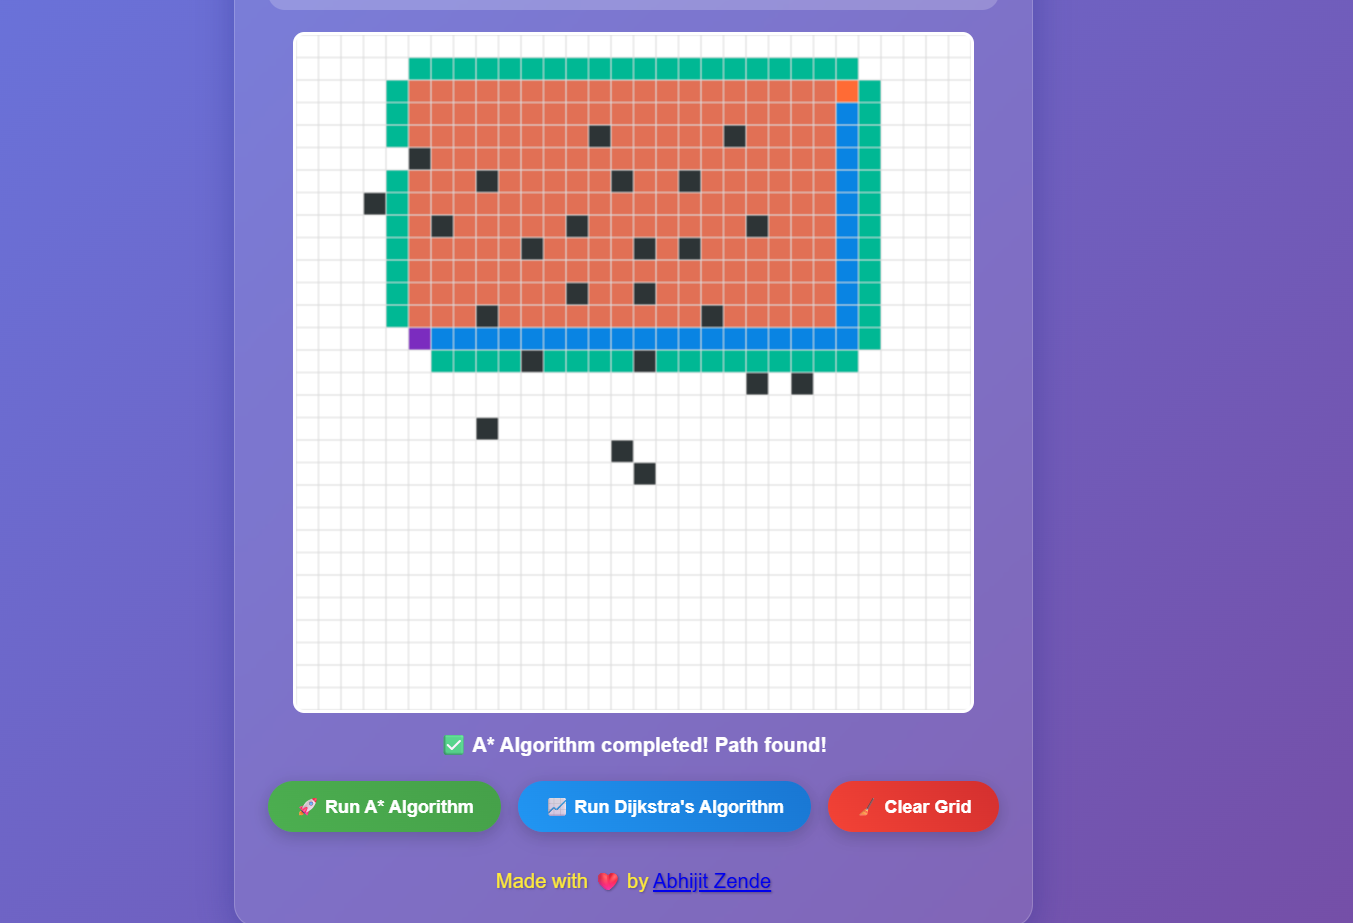 ✅ A* Algorithm completed! Path found!
🚀 Run A* Algorithm
📈 Run Dijkstra's Algorithm
🧹 Clear Grid
Made with ❤️ by Abhijit Zende